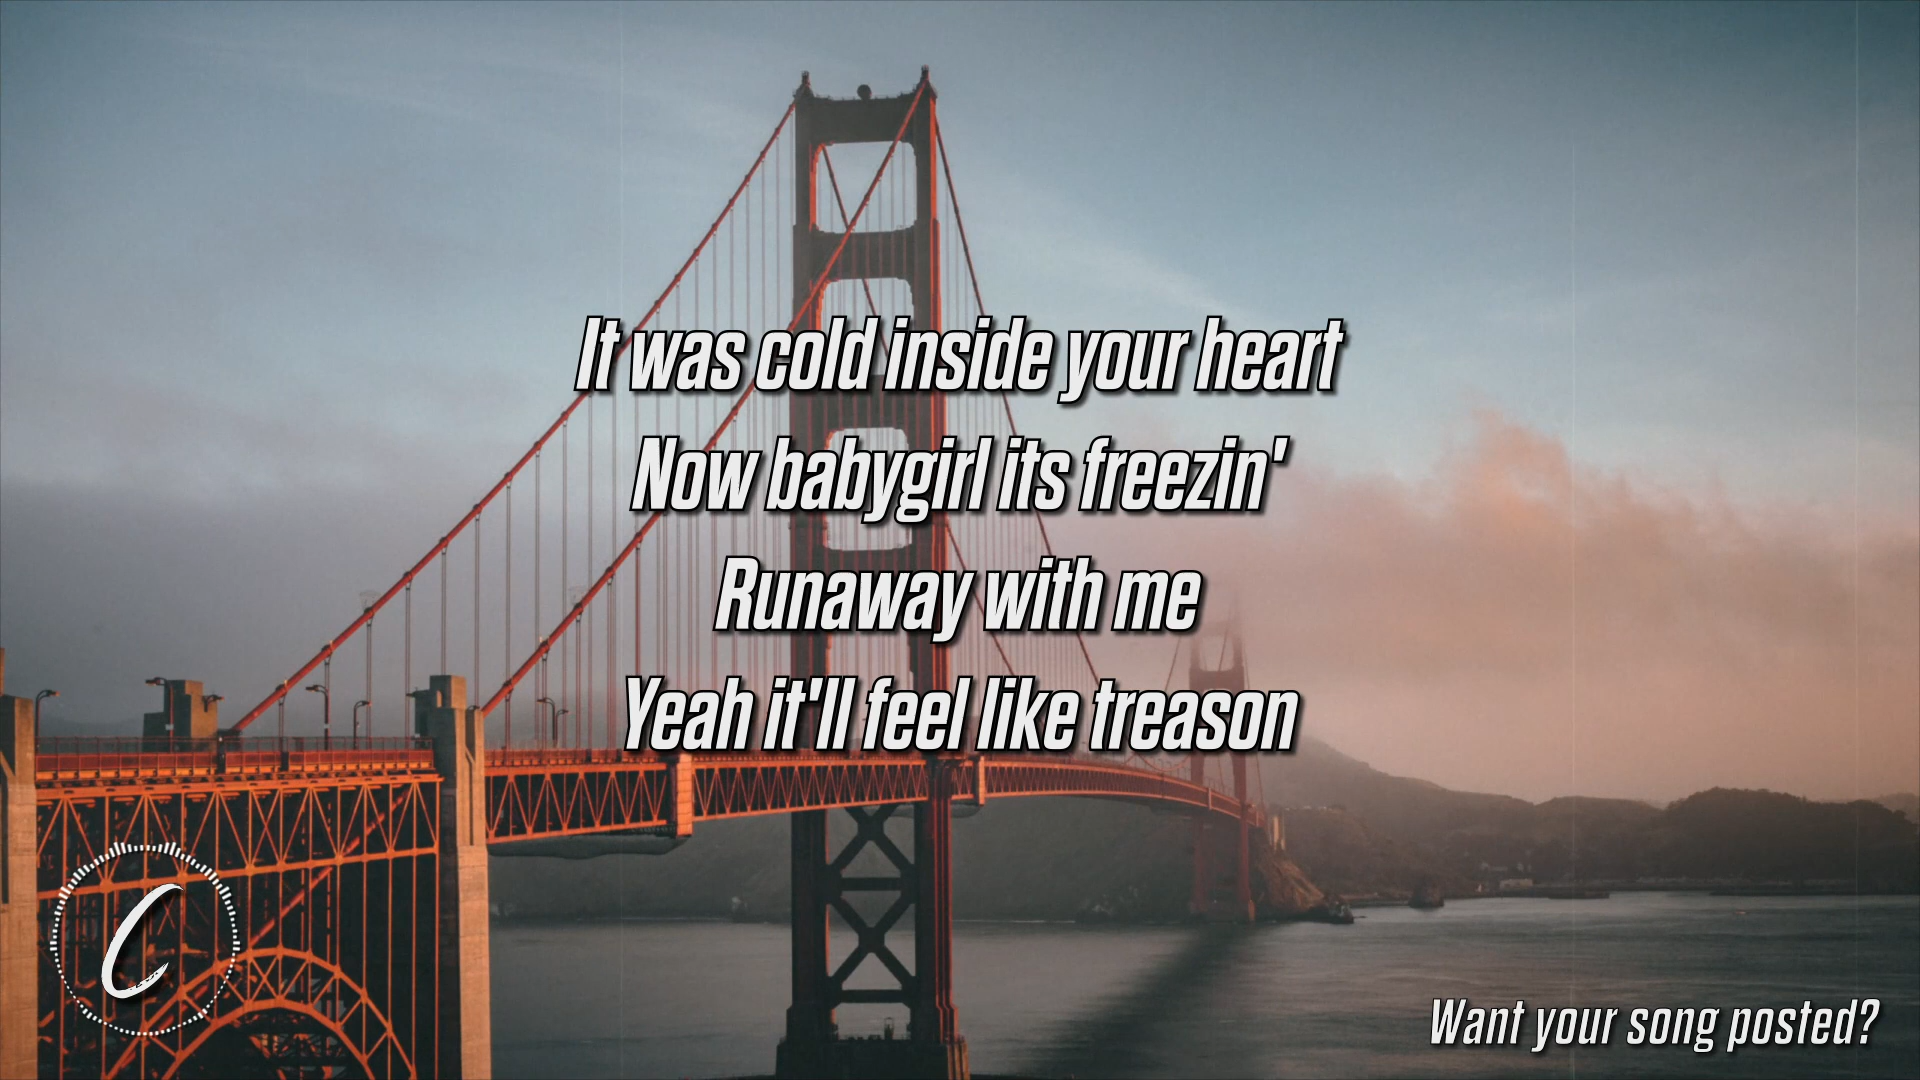 It was cold inside your heart
Now babygirl its freezin'
Runaway with me
Yeah it'll feel like treason
C
Want your song posted?